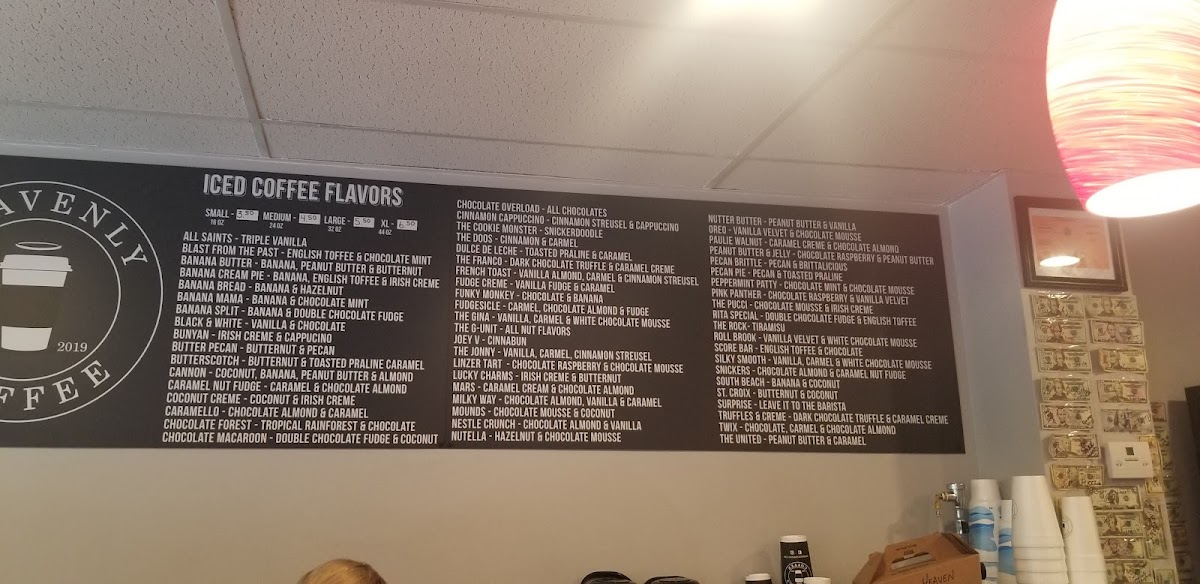 AVENLY
2019
COFFEE
ICED COFFEE FLAVORS
SMALL - 3.50 MEDIUM - 4.50 LARGE - 5.50 XL - 6.50
16 OZ 24 OZ 32 OZ 44 OZ
ALL SAINTS - TRIPLE VANILLA
BLAST FROM THE PAST - ENGLISH TOFFEE & CHOCOLATE MINT
BANANA BUTTER - BANANA, PEANUT BUTTER & BUTTERNUT
BANANA CREAM PIE - BANANA, ENGLISH TOFFEE & IRISH CREME
BANANA BREAD - BANANA & HAZELNUT
BANANA MAMA - BANANA & CHOCOLATE MINT
BANANA SPLIT - BANANA & DOUBLE CHOCOLATE FUDGE
BLACK & WHITE - VANILLA & CHOCOLATE
BUNYAN - IRISH CREME & CAPPUCINO
BUTTER PECAN - BUTTERNUT & PECAN
BUTTERSCOTCH - BUTTERNUT & TOASTED PRALINE CARAMEL
CANNON - COCONUT, BANANA, PEANUT BUTTER & ALMOND
CARAMEL NUT FUDGE - CARAMEL & CHOCOLATE ALMOND
COCONUT CREME - COCONUT & IRISH CREME
CARAMELLO - CHOCOLATE ALMOND & CARAMEL
CHOCOLATE FOREST - TROPICAL RAINFOREST & CHOCOLATE
CHOCOLATE MACAROON - DOUBLE CHOCOLATE FUDGE & COCONUT
CHOCOLATE OVERLOAD - ALL CHOCOLATES
CINNAMON CAPPUCCINO - CINNAMON STREUSEL & CAPPUCCINO
THE COOKIE MONSTER - SNICKERDOODLE
THE DOOS - CINNAMON & CARMEL
DULCE DE LECHE - TOASTED PRALINE & CARAMEL
THE FRANCO - DARK CHOCOLATE TRUFFLE & CARAMEL CREME
FRENCH TOAST - VANILLA ALMOND, CARMEL & CINNAMON STREUSEL
FUDGE CREME - VANILLA FUDGE & CARAMEL
FUNKY MONKEY - CHOCOLATE & BANANA
FUDGESICLE - CARMEL, CHOCOLATE ALMOND & FUDGE
THE GINA - VANILLA, CARMEL & WHITE CHOCOLATE MOUSSE
THE G-UNIT - ALL NUT FLAVORS
JOEY V - CINNABUN
THE JONNY - VANILLA, CARMEL, CINNAMON STREUSEL
LINZER TART - CHOCOLATE RASPBERRY & CHOCOLATE MOUSSE
LUCKY CHARMS - IRISH CREME & BUTTERNUT
MARS - CARAMEL CREAM & CHOCOLATE ALMOND
MILKY WAY - CHOCOLATE ALMOND, VANILLA & CARAMEL
MOUNDS - CHOCOLATE MOUSSE & COCONUT
NESTLE CRUNCH - CHOCOLATE ALMOND & VANILLA
NUTELLA - HAZELNUT & CHOCOLATE MOUSSE
NUTTER BUTTER - PEANUT BUTTER & VANILLA
OREO - VANILLA VELVET & CHOCOLATE MOUSSE
PAULIE WALNUT - CARAMEL CREME & CHOCOLATE ALMOND
PEANUT BUTTER & JELLY - CHOCOLATE RASPBERRY & PEANUT BUTTER
PECAN BRITTLE - PECAN & BRITTALICIOUS
PECAN PIE - PECAN & TOASTED PRALINE
PEPPERMINT PATTY - CHOCOLATE MINT & CHOCOLATE MOUSSE
PINK PANTHER - CHOCOLATE RASPBERRY & VANILLA VELVET
THE PUCCI - CHOCOLATE MOUSSE & IRISH CREME
RITA SPECIAL - DOUBLE CHOCOLATE FUDGE & ENGLISH TOFFEE
THE ROCK- TIRAMISU
ROLL BROOK - VANILLA VELVET & WHITE CHOCOLATE MOUSSE
SCORE BAR - ENGLISH TOFFEE & CHOCOLATE
SILKY SMOOTH - VANILLA, CARMEL & WHITE CHOCOLATE MOUSSE
SNICKERS - CHOCOLATE ALMOND & CARAMEL NUT FUDGE
SOUTH BEACH - BANANA & COCONUT
ST. CROIX - BUTTERNUT & COCONUT
SURPRISE - LEAVE IT TO THE BARISTA
TRUFFLES & CREME - DARK CHOCOLATE TRUFFLE & CARAMEL CREME
TWIX - CHOCOLATE, CARMEL & CHOCOLATE ALMOND
THE UNITED - PEANUT BUTTER & CARAMEL
HEAVEN